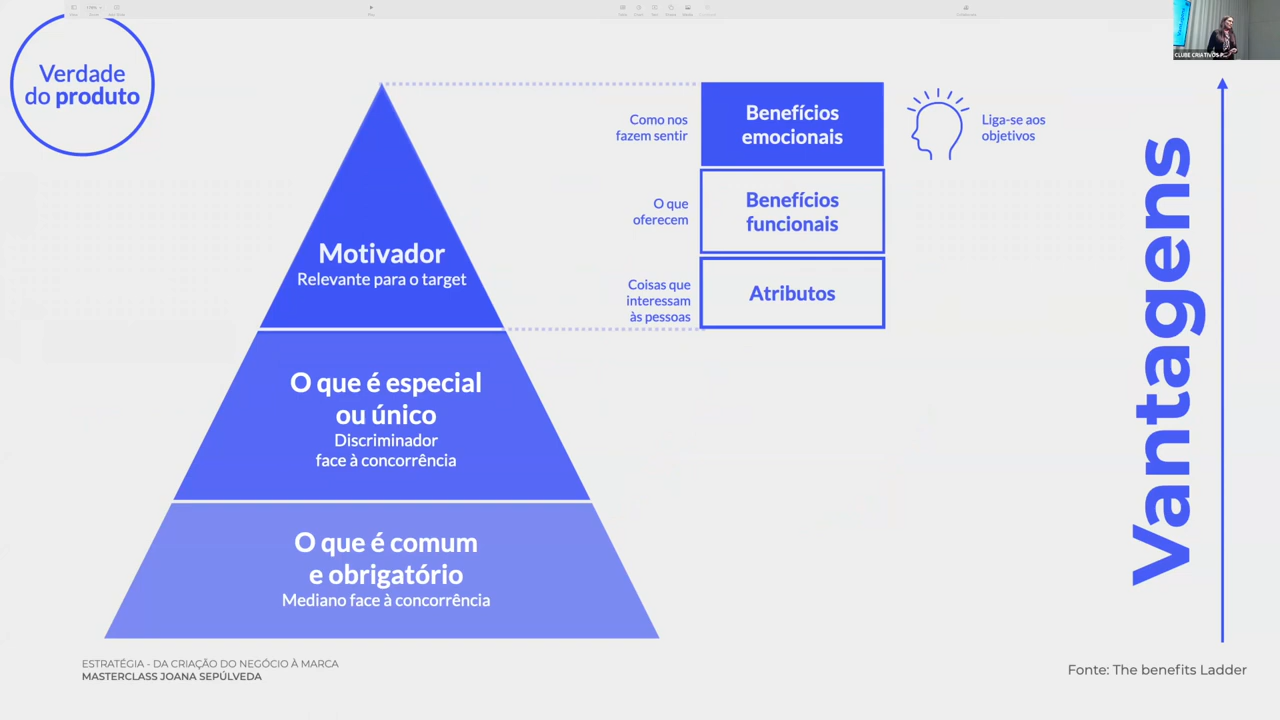 Verdade
do produto
CLUBE CRIATIVOS
Como nos
fazem sentir
Benefícios
emocionais
Liga-se aos
objetivos
O que
oferecem
Benefícios
funcionais
Coisas que
interessam
às pessoas
Atributos
Motivador
Relevante para o target
O que é especial
ou único
Discriminador
face à concorrência
O que é comum
e obrigatório
Mediano face à concorrência
Vantagens
ESTRATÉGIA - DA CRIAÇÃO DO NEGÓCIO À MARCA
MASTERCLASS JOANA SEPÚLVEDA
Fonte: The benefits Ladder